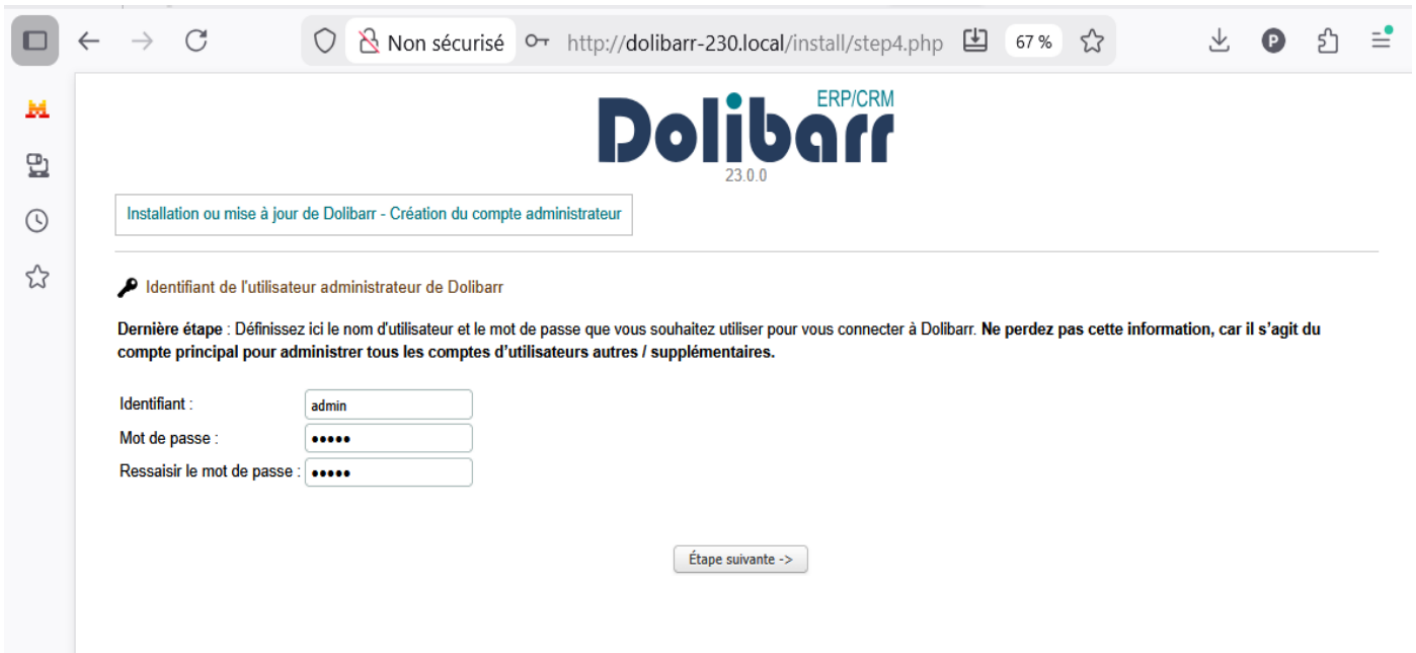 Non sécurisé http://dolibarr-230.local/install/step4.php 67 % P
ERP/CRM
Dolibarr
23.0.0
Installation ou mise à jour de Dolibarr - Création du compte administrateur
Identifiant de l'utilisateur administrateur de Dolibarr
Dernière étape : Définissez ici le nom d'utilisateur et le mot de passe que vous souhaitez utiliser pour vous connecter à Dolibarr. Ne perdez pas cette information, car il s’agit du
compte principal pour administrer tous les comptes d’utilisateurs autres / supplémentaires.
Identifiant : admin
Mot de passe : •••••
Ressaisir le mot de passe : •••••
Étape suivante ->